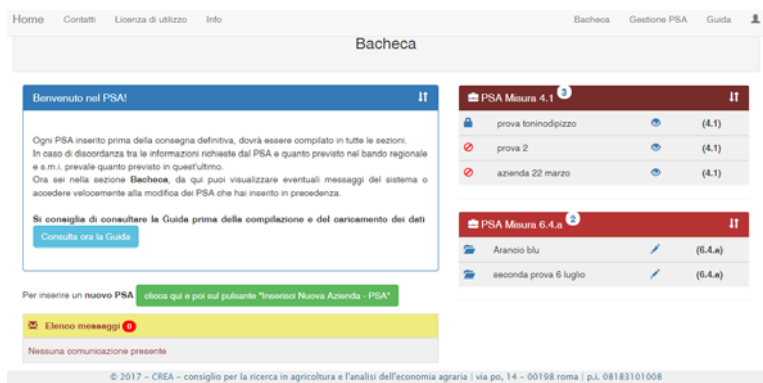 Home Contatti Licenza di utilizzo Info Bacheca Gestione PSA Guida
Bacheca
Benvenuto nel PSA!
Ogni PSA inserito prima della consegna definitiva, dovrà essere compilato in tutte le sezioni.
In caso di discordanza tra le informazioni richieste dal PSA e quanto previsto nel bando regionale
e s.m.i. prevale quanto previsto in quest'ultimo.
Ora sei nella sezione Bacheca, da qui puoi visualizzare eventuali messaggi del sistema o
accedere velocemente alla modifica dei PSA che hai inserito in precedenza.
Si consiglia di consultare la Guida prima della compilazione e del caricamento dei dati
Consulta ora la Guida
Per inserire un nuovo PSA clicca qui e poi sul pulsante "Inserisci Nuova Azienda - PSA"
Elenco messaggi 0
Nessuna comunicazione presente
PSA Misura 4.1 3
prova toninodipizzo (4.1)
prova 2 (4.1)
azienda 22 marzo (4.1)
PSA Misura 6.4.a 2
Arancio blu (6.4.a)
seconda prova 6 luglio (6.4.a)
© 2017 - CREA - consiglio per la ricerca in agricoltura e l'analisi dell'economia agraria | via po, 14 - 00198 roma | p.i. 08183101008